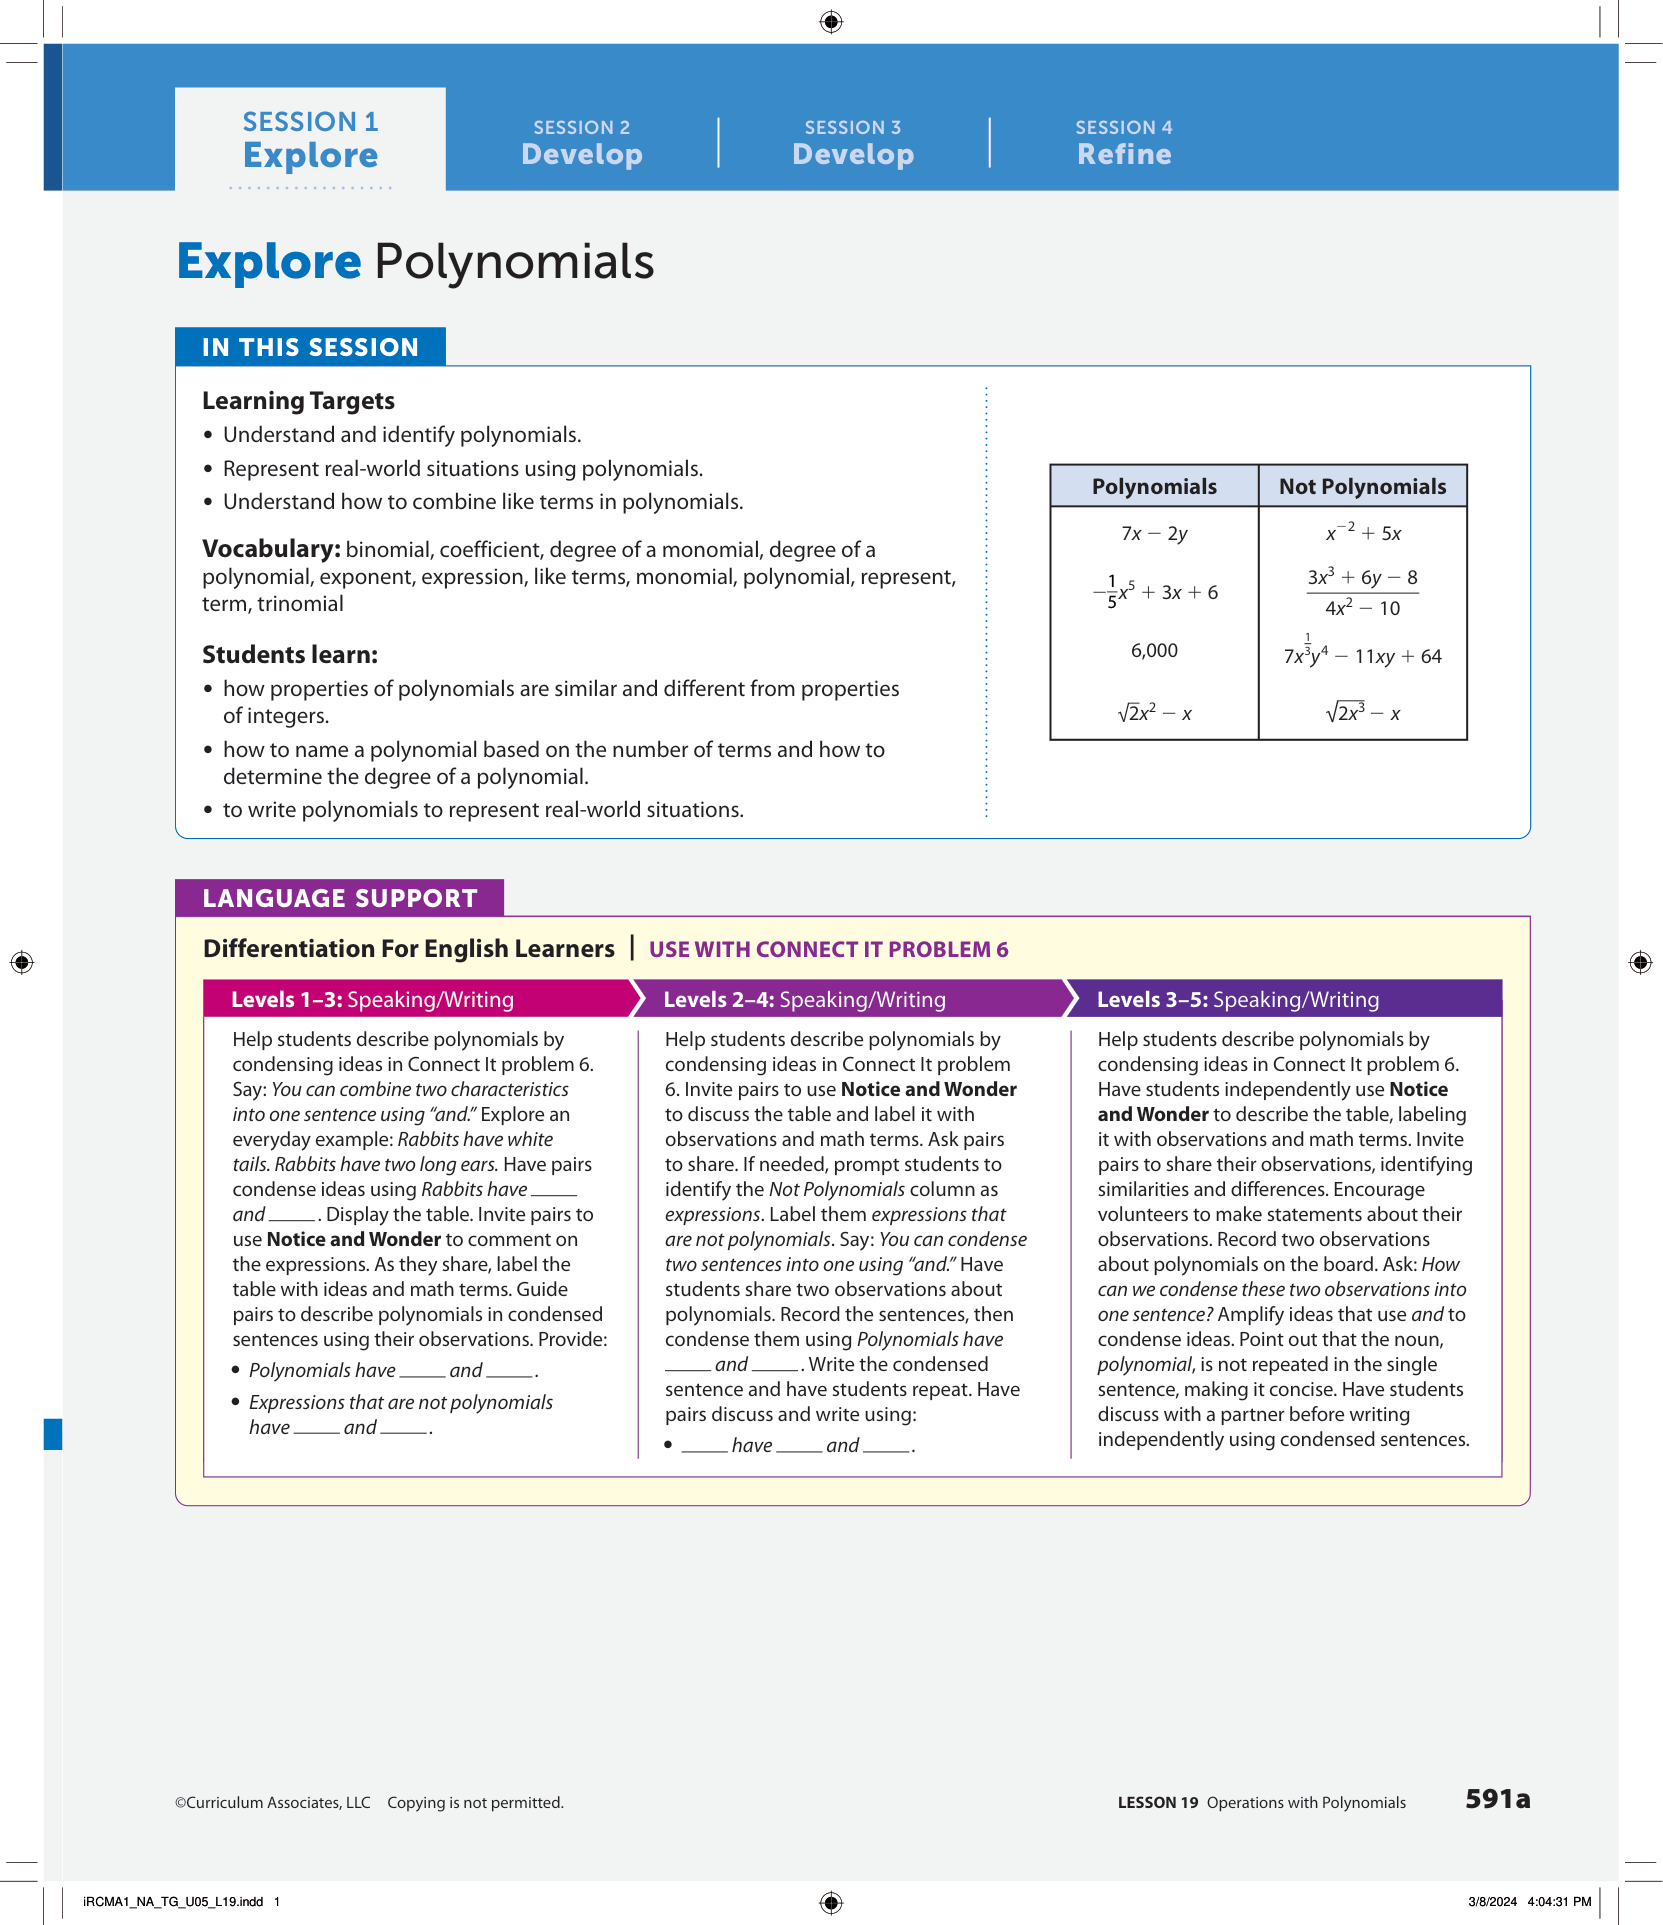 SESSION 1
Explore
SESSION 2
Develop
SESSION 3
Develop
SESSION 4
Refine
Explore Polynomials
IN THIS SESSION
Learning Targets
• Understand and identify polynomials.
• Represent real-world situations using polynomials.
• Understand how to combine like terms in polynomials.
Vocabulary: binomial, coefficient, degree of a monomial, degree of a
polynomial, exponent, expression, like terms, monomial, polynomial, represent,
term, trinomial
Students learn:
• how properties of polynomials are similar and different from properties
of integers.
• how to name a polynomial based on the number of terms and how to
determine the degree of a polynomial.
• to write polynomials to represent real-world situations.
Polynomials Not Polynomials
7x − 2y x⁻² + 5x
−1/5x⁵ + 3x + 6 (3x³ + 6y − 8)/(4x² − 10)
6,000 7x^(1/3)y⁴ − 11xy + 64
√2x² − x √(2x³) − x
LANGUAGE SUPPORT
Differentiation For English Learners | USE WITH CONNECT IT PROBLEM 6
Levels 1–3: Speaking/Writing
Help students describe polynomials by
condensing ideas in Connect It problem 6.
Say: You can combine two characteristics
into one sentence using “and.” Explore an
everyday example: Rabbits have white
tails. Rabbits have two long ears. Have pairs
condense ideas using Rabbits have _____
and _____. Display the table. Invite pairs to
use Notice and Wonder to comment on
the expressions. As they share, label the
table with ideas and math terms. Guide
pairs to describe polynomials in condensed
sentences using their observations. Provide:
• Polynomials have _____ and _____.
• Expressions that are not polynomials
have _____ and _____.
Levels 2–4: Speaking/Writing
Help students describe polynomials by
condensing ideas in Connect It problem
6. Invite pairs to use Notice and Wonder
to discuss the table and label it with
observations and math terms. Ask pairs
to share. If needed, prompt students to
identify the Not Polynomials column as
expressions. Label them expressions that
are not polynomials. Say: You can condense
two sentences into one using “and.” Have
students share two observations about
polynomials. Record the sentences, then
condense them using Polynomials have
_____ and _____. Write the condensed
sentence and have students repeat. Have
pairs discuss and write using:
• _____ have _____ and _____.
Levels 3–5: Speaking/Writing
Help students describe polynomials by
condensing ideas in Connect It problem 6.
Have students independently use Notice
and Wonder to describe the table, labeling
it with observations and math terms. Invite
pairs to share their observations, identifying
similarities and differences. Encourage
volunteers to make statements about their
observations. Record two observations
about polynomials on the board. Ask: How
can we condense these two observations into
one sentence? Amplify ideas that use and to
condense ideas. Point out that the noun,
polynomial, is not repeated in the single
sentence, making it concise. Have students
discuss with a partner before writing
independently using condensed sentences.
©Curriculum Associates, LLC Copying is not permitted.
LESSON 19 Operations with Polynomials 591a
iRCMA1_NA_TG_U05_L19.indd 1
3/8/2024 4:04:31 PM